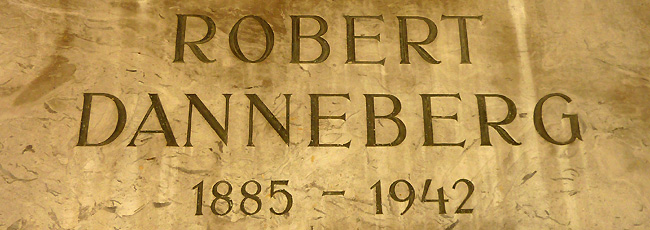 ROBERT
DANNEBERG
1885 - 1942